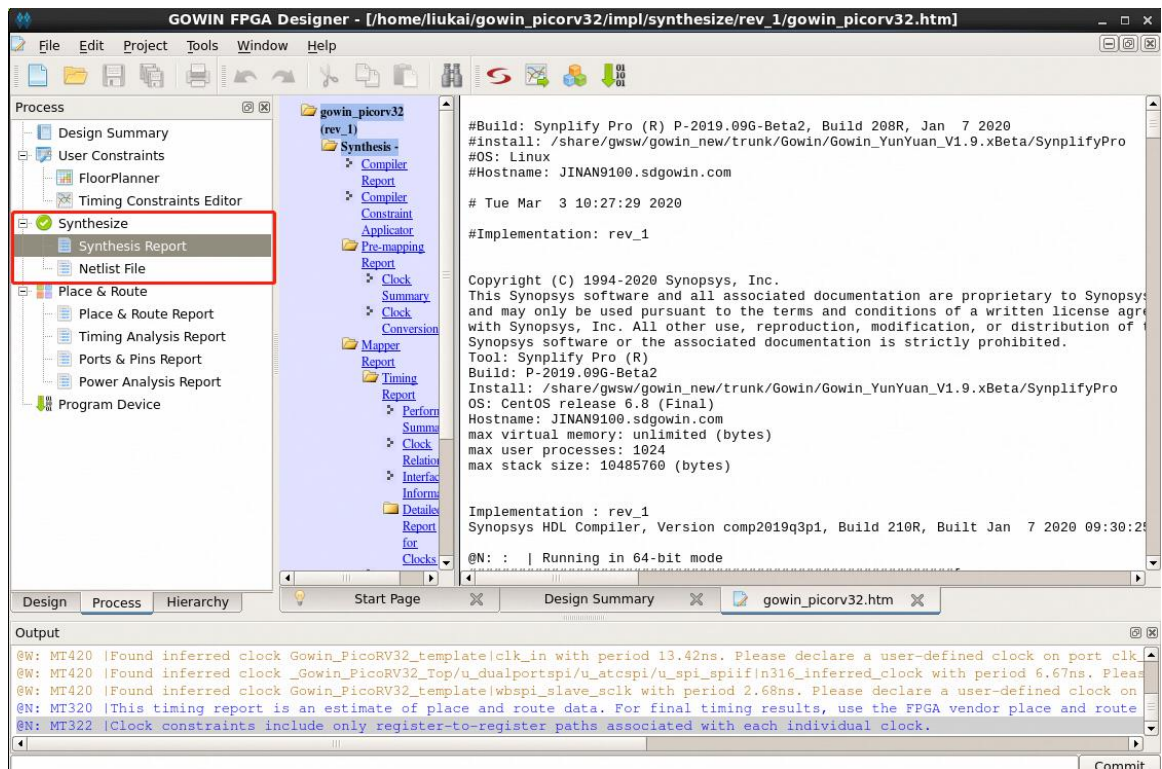 GOWIN FPGA Designer - [/home/liukai/gowin_picorv32/impl/synthesize/rev_1/gowin_picorv32.htm]
File Edit Project Tools Window Help
Process
Design Summary
User Constraints
FloorPlanner
Timing Constraints Editor
Synthesize
Synthesis Report
Netlist File
Place & Route
Place & Route Report
Timing Analysis Report
Ports & Pins Report
Power Analysis Report
Program Device
Design Process Hierarchy
gowin_picorv32
(rev_1)
Synthesis -
Compiler
Report
Compiler
Constraint
Applicator
Pre-mapping
Report
Clock
Summary
Clock
Conversion
Mapper
Report
Timing
Report
Perform
Summa
Clock
Relation
Interfac
Inform
Detailed
Report
for
Clocks
#Build: Synplify Pro (R) P-2019.09G-Beta2, Build 208R, Jan 7 2020
#install: /share/gwsw/gowin_new/trunk/Gowin/Gowin_YunYuan_V1.9.xBeta/SynplifyPro
#OS: Linux
#Hostname: JINAN9100.sdgowin.com
# Tue Mar 3 10:27:29 2020
#Implementation: rev_1
Copyright (C) 1994-2020 Synopsys, Inc.
This Synopsys software and all associated documentation are proprietary to Synopsys
and may only be used pursuant to the terms and conditions of a written license agre
with Synopsys, Inc. All other use, reproduction, modification, or distribution of t
Synopsys software or the associated documentation is strictly prohibited.
Tool: Synplify Pro (R)
Build: P-2019.09G-Beta2
Install: /share/gwsw/gowin_new/trunk/Gowin/Gowin_YunYuan_V1.9.xBeta/SynplifyPro
OS: CentOS release 6.8 (Final)
Hostname: JINAN9100.sdgowin.com
max virtual memory: unlimited (bytes)
max user processes: 1024
max stack size: 10485760 (bytes)
Implementation : rev_1
Synopsys HDL Compiler, Version comp2019q3p1, Build 210R, Built Jan 7 2020 09:30:25
@N: : | Running in 64-bit mode
Start Page Design Summary gowin_picorv32.htm
Output
@W: MT420 |Found inferred clock Gowin_PicoRV32_template|clk_in with period 13.42ns. Please declare a user-defined clock on port clk_
@W: MT420 |Found inferred clock _Gowin_PicoRV32_Top/u_dualportspi/u_atcspi/u_spi_spiif|n316_inferred_clock with period 6.67ns. Pleas
@W: MT420 |Found inferred clock Gowin_PicoRV32_template|wbspi_slave_sclk with period 2.68ns. Please declare a user-defined clock on
@N: MT320 |This timing report is an estimate of place and route data. For final timing results, use the FPGA vendor place and route
@N: MT322 |Clock constraints include only register-to-register paths associated with each individual clock.
Commit